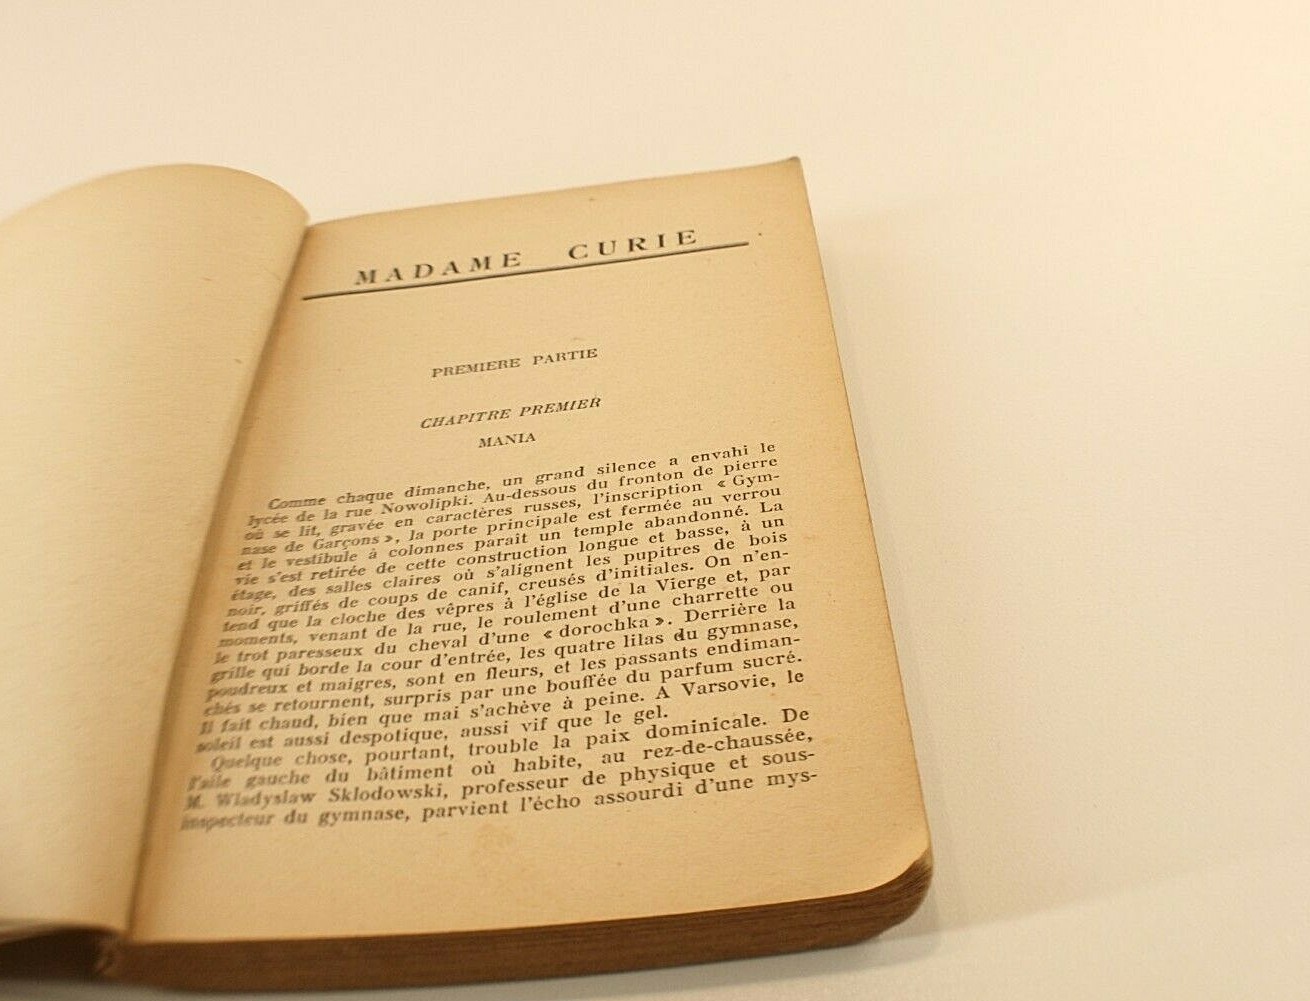 MADAME CURIE
PREMIERE PARTIE
CHAPITRE PREMIER
MANIA
Comme chaque dimanche, un grand silence a envahi le
lycée de la rue Nowolipki. Au-dessous du fronton de pierre
où se lit, gravée en caractères russes, l'inscription « Gym-
nase de Garçons », la porte principale est fermée au verrou
et le vestibule à colonnes parait un temple abandonné. La
vie s'est retirée de cette construction longue et basse, à un
étage, des salles claires où s'alignent les pupitres de bois
noir, griffés de coups de canif, creusés d'initiales. On n'en-
tend que la cloche des vêpres à l'église de la Vierge et, par
moments, venant de la rue, le roulement d'une charrette ou
le trot paresseux du cheval d'une « dorochka ». Derrière la
grille qui borde la cour d'entrée, les quatre lilas du gymnase,
poudreux et maigres, sont en fleurs, et les passants endiman-
chés se retournent, surpris par une bouffée du parfum sucré.
Il fait chaud, bien que mai s'achève à peine. A Varsovie, le
soleil est aussi despotique, aussi vif que le gel.
Quelque chose, pourtant, trouble la paix dominicale. De
l'aile gauche du bâtiment où habite, au rez-de-chaussée,
M. Wladyslaw Sklodowski, professeur de physique et sous-
inspecteur du gymnase, parvient l'écho assourdi d'une mys-